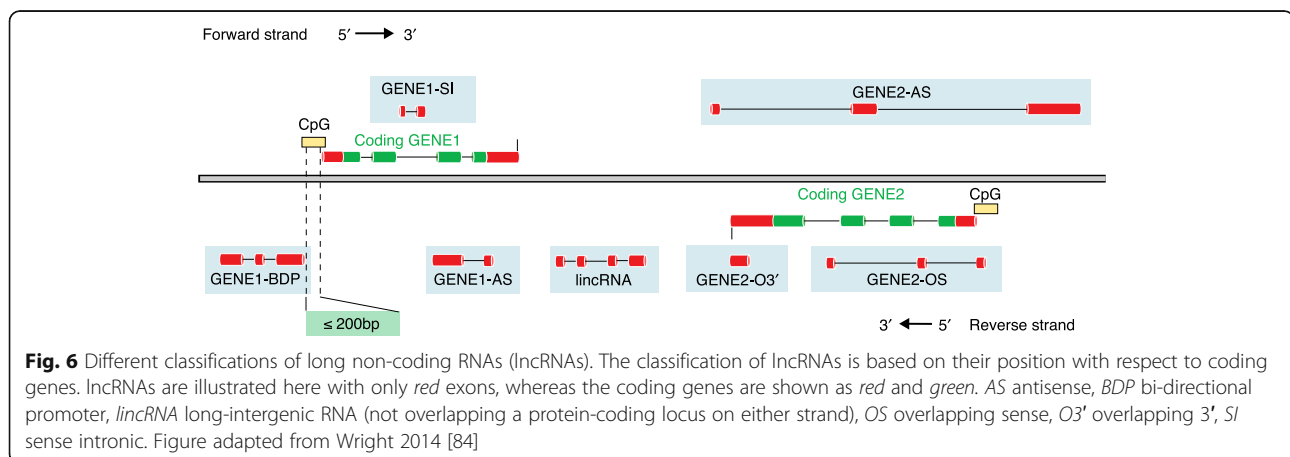 Forward strand 5′ 3′
GENE1-SI
GENE2-AS
CpG
Coding GENE1
Coding GENE2
CpG
GENE1-BDP
GENE1-AS
lincRNA
GENE2-O3′
GENE2-OS
≤ 200bp
3′ 5′ Reverse strand
Fig. 6 Different classifications of long non-coding RNAs (lncRNAs). The classification of lncRNAs is based on their position with respect to coding
genes. lncRNAs are illustrated here with only red exons, whereas the coding genes are shown as red and green. AS antisense, BDP bi-directional
promoter, lincRNA long-intergenic RNA (not overlapping a protein-coding locus on either strand), OS overlapping sense, O3′ overlapping 3′, SI
sense intronic. Figure adapted from Wright 2014 [84]